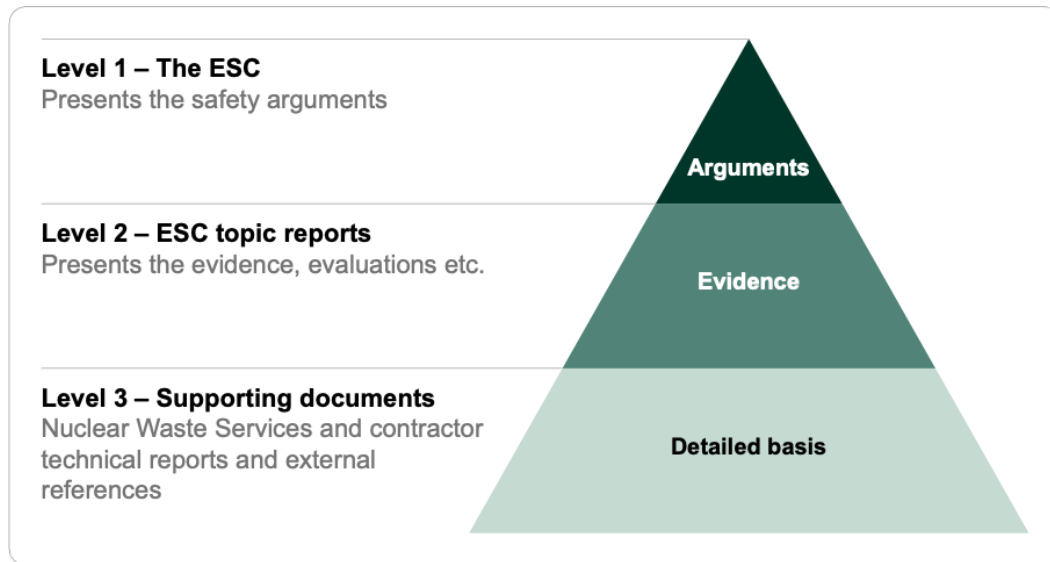 Level 1 – The ESC
Presents the safety arguments
Arguments
Level 2 – ESC topic reports
Presents the evidence, evaluations etc.
Evidence
Level 3 – Supporting documents
Nuclear Waste Services and contractor
technical reports and external
references
Detailed basis